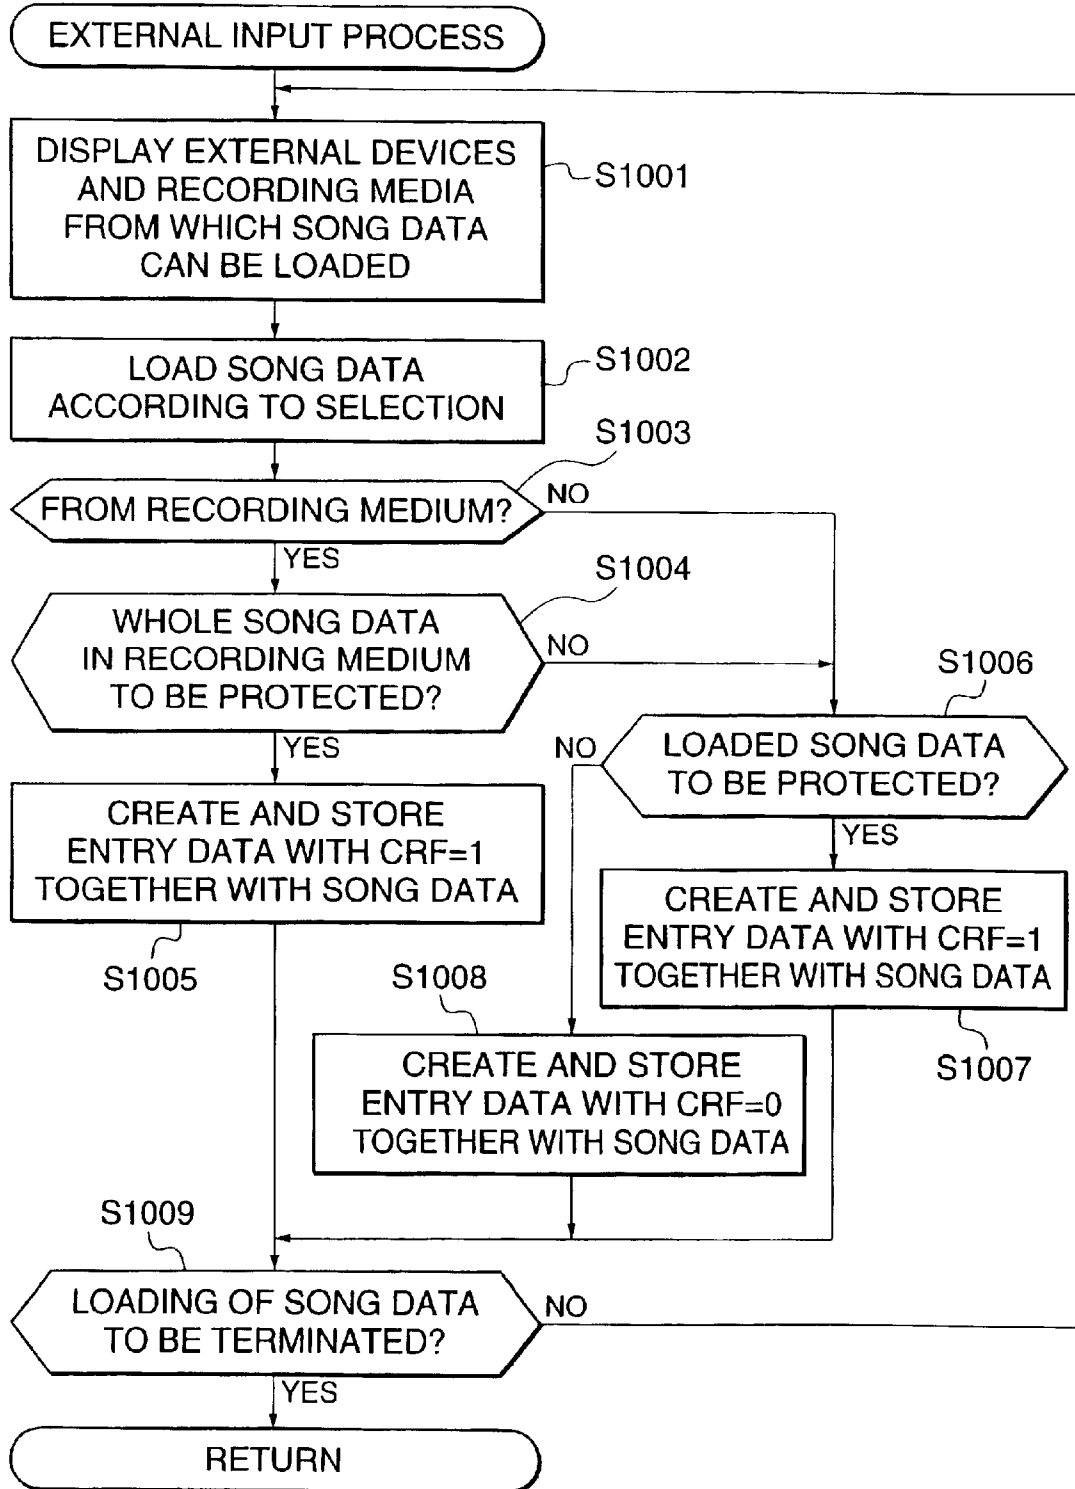 EXTERNAL INPUT PROCESS
DISPLAY EXTERNAL DEVICES
AND RECORDING MEDIA
FROM WHICH SONG DATA
CAN BE LOADED
S1001
LOAD SONG DATA
ACCORDING TO SELECTION
S1002
S1003
FROM RECORDING MEDIUM?
NO
YES
S1004
WHOLE SONG DATA
IN RECORDING MEDIUM
TO BE PROTECTED?
NO
YES
S1006
LOADED SONG DATA
TO BE PROTECTED?
NO
YES
CREATE AND STORE
ENTRY DATA WITH CRF=1
TOGETHER WITH SONG DATA
S1005
CREATE AND STORE
ENTRY DATA WITH CRF=1
TOGETHER WITH SONG DATA
S1007
S1008
CREATE AND STORE
ENTRY DATA WITH CRF=0
TOGETHER WITH SONG DATA
S1009
LOADING OF SONG DATA
TO BE TERMINATED?
NO
YES
RETURN